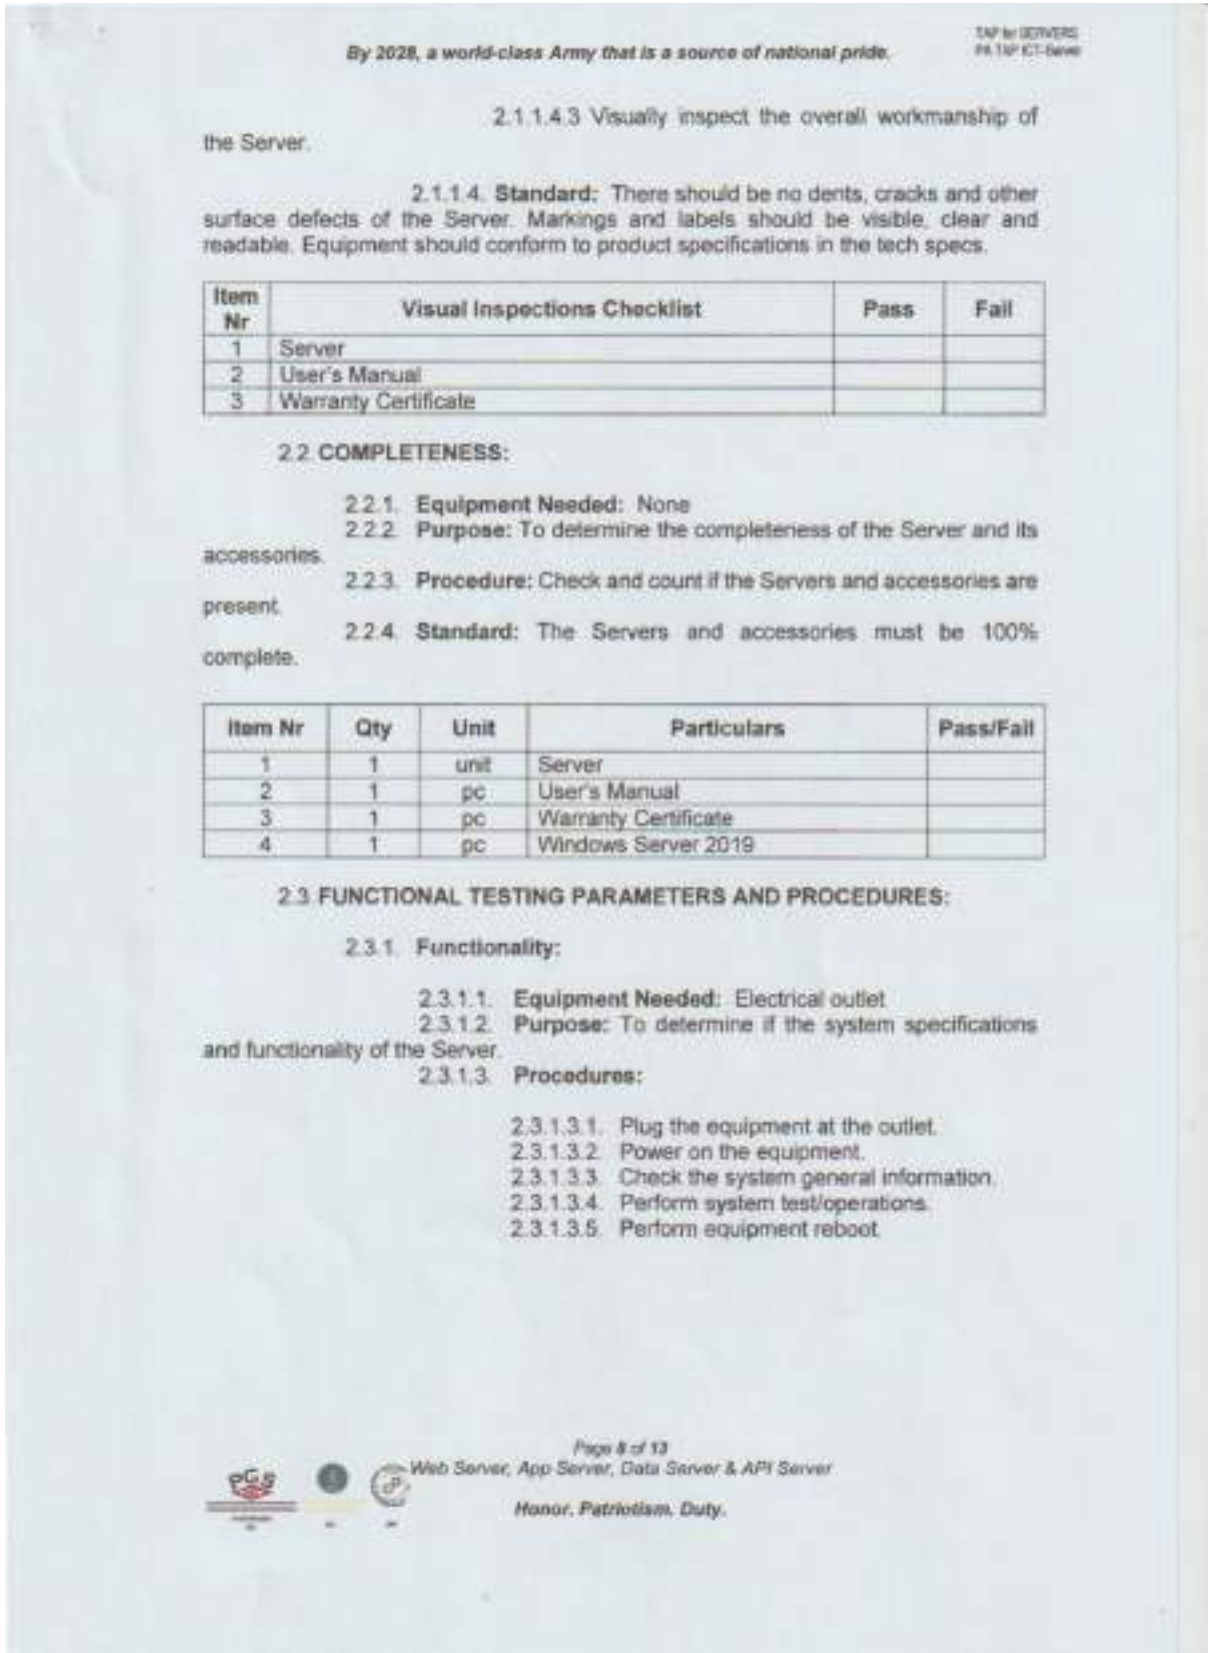 TAP for SERVERS
PA TAP ICT-Server
By 2028, a world-class Army that is a source of national pride.
2.1.1.4.3 Visually inspect the overall workmanship of
the Server.
2.1.1.4. Standard: There should be no dents, cracks and other
surface defects of the Server. Markings and labels should be visible, clear and
readable. Equipment should conform to product specifications in the tech specs.
Item Nr Visual Inspections Checklist Pass Fail
1 Server
2 User's Manual
3 Warranty Certificate
2.2 COMPLETENESS:
2.2.1. Equipment Needed: None
2.2.2. Purpose: To determine the completeness of the Server and its
accessories.
2.2.3. Procedure: Check and count if the Servers and accessories are
present.
2.2.4. Standard: The Servers and accessories must be 100%
complete.
Item Nr Qty Unit Particulars Pass/Fail
1 1 unit Server
2 1 pc User's Manual
3 1 pc Warranty Certificate
4 1 pc Windows Server 2019
2.3 FUNCTIONAL TESTING PARAMETERS AND PROCEDURES:
2.3.1. Functionality:
2.3.1.1. Equipment Needed: Electrical outlet
2.3.1.2. Purpose: To determine if the system specifications
and functionality of the Server.
2.3.1.3. Procedures:
2.3.1.3.1. Plug the equipment at the outlet.
2.3.1.3.2. Power on the equipment.
2.3.1.3.3. Check the system general information.
2.3.1.3.4. Perform system test/operations.
2.3.1.3.5. Perform equipment reboot.
Page 8 of 13
Web Server, App Server, Data Server & API Server
PGS
Honor. Patriotism. Duty.